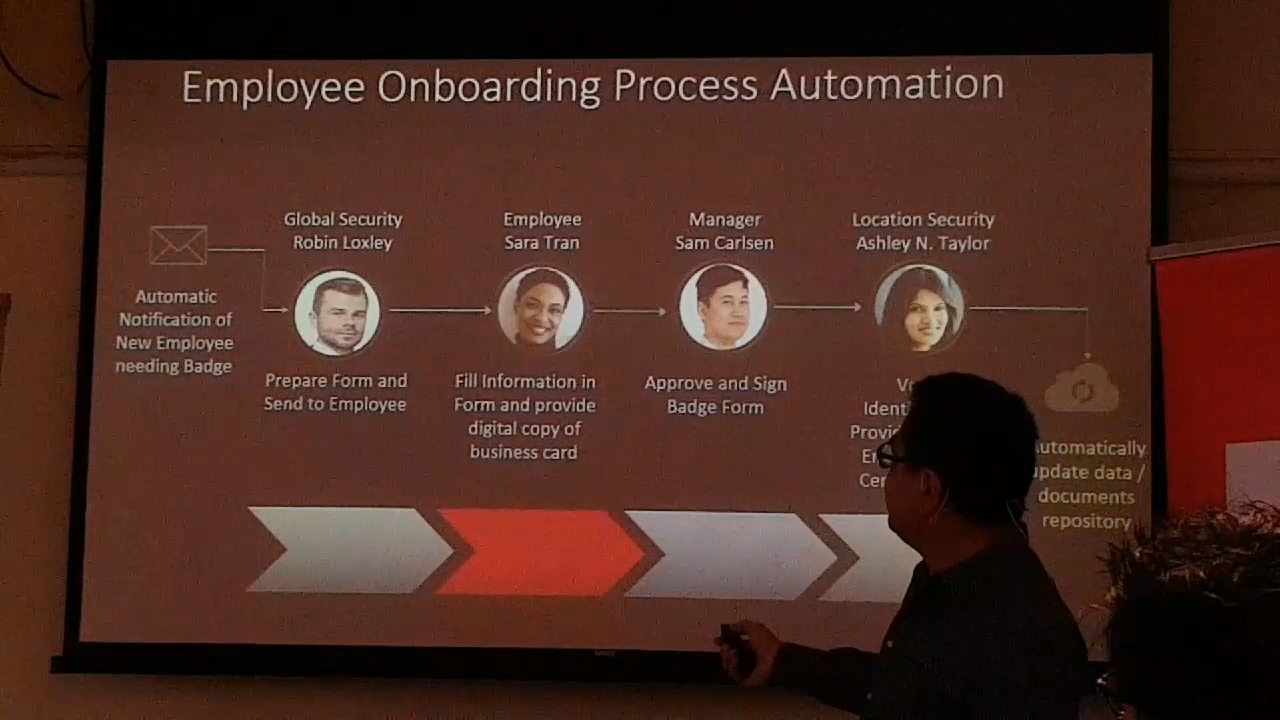 Employee Onboarding Process Automation
Automatic
Notification of
New Employee
needing Badge
Global Security
Robin Loxley
Prepare Form and
Send to Employee
Employee
Sara Tran
Fill Information in
Form and provide
digital copy of
business card
Manager
Sam Carlsen
Approve and Sign
Badge Form
Location Security
Ashley N. Taylor
update data /
documents
repository